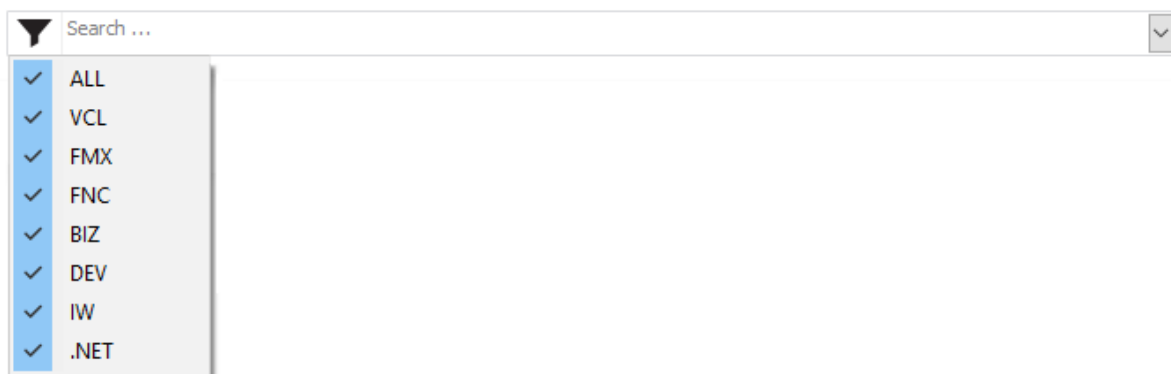 Search ...
ALL
VCL
FMX
FNC
BIZ
DEV
IW
.NET